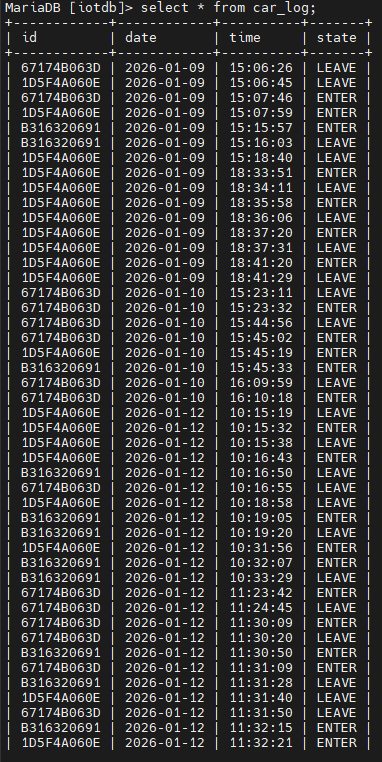 MariaDB [iotdb]> select * from car_log;
+------------+------------+----------+-------+
| id         | date       | time     | state |
+------------+------------+----------+-------+
| 67174B063D | 2026-01-09 | 15:06:26 | LEAVE |
| 1D5F4A060E | 2026-01-09 | 15:06:45 | LEAVE |
| 67174B063D | 2026-01-09 | 15:07:46 | ENTER |
| 1D5F4A060E | 2026-01-09 | 15:07:59 | ENTER |
| B316320691 | 2026-01-09 | 15:15:57 | ENTER |
| B316320691 | 2026-01-09 | 15:16:03 | LEAVE |
| 1D5F4A060E | 2026-01-09 | 15:18:40 | LEAVE |
| 1D5F4A060E | 2026-01-09 | 18:33:51 | ENTER |
| 1D5F4A060E | 2026-01-09 | 18:34:11 | LEAVE |
| 1D5F4A060E | 2026-01-09 | 18:35:58 | ENTER |
| 1D5F4A060E | 2026-01-09 | 18:36:06 | LEAVE |
| 1D5F4A060E | 2026-01-09 | 18:37:20 | ENTER |
| 1D5F4A060E | 2026-01-09 | 18:37:31 | LEAVE |
| 1D5F4A060E | 2026-01-09 | 18:41:20 | ENTER |
| 1D5F4A060E | 2026-01-09 | 18:41:29 | LEAVE |
| 67174B063D | 2026-01-10 | 15:23:11 | LEAVE |
| 67174B063D | 2026-01-10 | 15:23:32 | ENTER |
| 67174B063D | 2026-01-10 | 15:44:56 | LEAVE |
| 67174B063D | 2026-01-10 | 15:45:02 | ENTER |
| 1D5F4A060E | 2026-01-10 | 15:45:19 | ENTER |
| B316320691 | 2026-01-10 | 15:45:33 | ENTER |
| 67174B063D | 2026-01-10 | 16:09:59 | LEAVE |
| 67174B063D | 2026-01-10 | 16:10:18 | ENTER |
| 1D5F4A060E | 2026-01-12 | 10:15:19 | LEAVE |
| 1D5F4A060E | 2026-01-12 | 10:15:32 | ENTER |
| 1D5F4A060E | 2026-01-12 | 10:15:38 | LEAVE |
| 1D5F4A060E | 2026-01-12 | 10:16:43 | ENTER |
| B316320691 | 2026-01-12 | 10:16:50 | LEAVE |
| 67174B063D | 2026-01-12 | 10:16:55 | LEAVE |
| 1D5F4A060E | 2026-01-12 | 10:18:58 | LEAVE |
| B316320691 | 2026-01-12 | 10:19:05 | ENTER |
| B316320691 | 2026-01-12 | 10:19:20 | LEAVE |
| 1D5F4A060E | 2026-01-12 | 10:31:56 | ENTER |
| B316320691 | 2026-01-12 | 10:32:07 | ENTER |
| B316320691 | 2026-01-12 | 10:33:29 | LEAVE |
| 67174B063D | 2026-01-12 | 11:23:42 | ENTER |
| 67174B063D | 2026-01-12 | 11:24:45 | LEAVE |
| 67174B063D | 2026-01-12 | 11:30:09 | ENTER |
| 67174B063D | 2026-01-12 | 11:30:20 | LEAVE |
| B316320691 | 2026-01-12 | 11:30:50 | ENTER |
| 67174B063D | 2026-01-12 | 11:31:09 | ENTER |
| B316320691 | 2026-01-12 | 11:31:28 | LEAVE |
| 1D5F4A060E | 2026-01-12 | 11:31:40 | LEAVE |
| 67174B063D | 2026-01-12 | 11:31:50 | LEAVE |
| B316320691 | 2026-01-12 | 11:32:15 | ENTER |
| 1D5F4A060E | 2026-01-12 | 11:32:21 | ENTER |